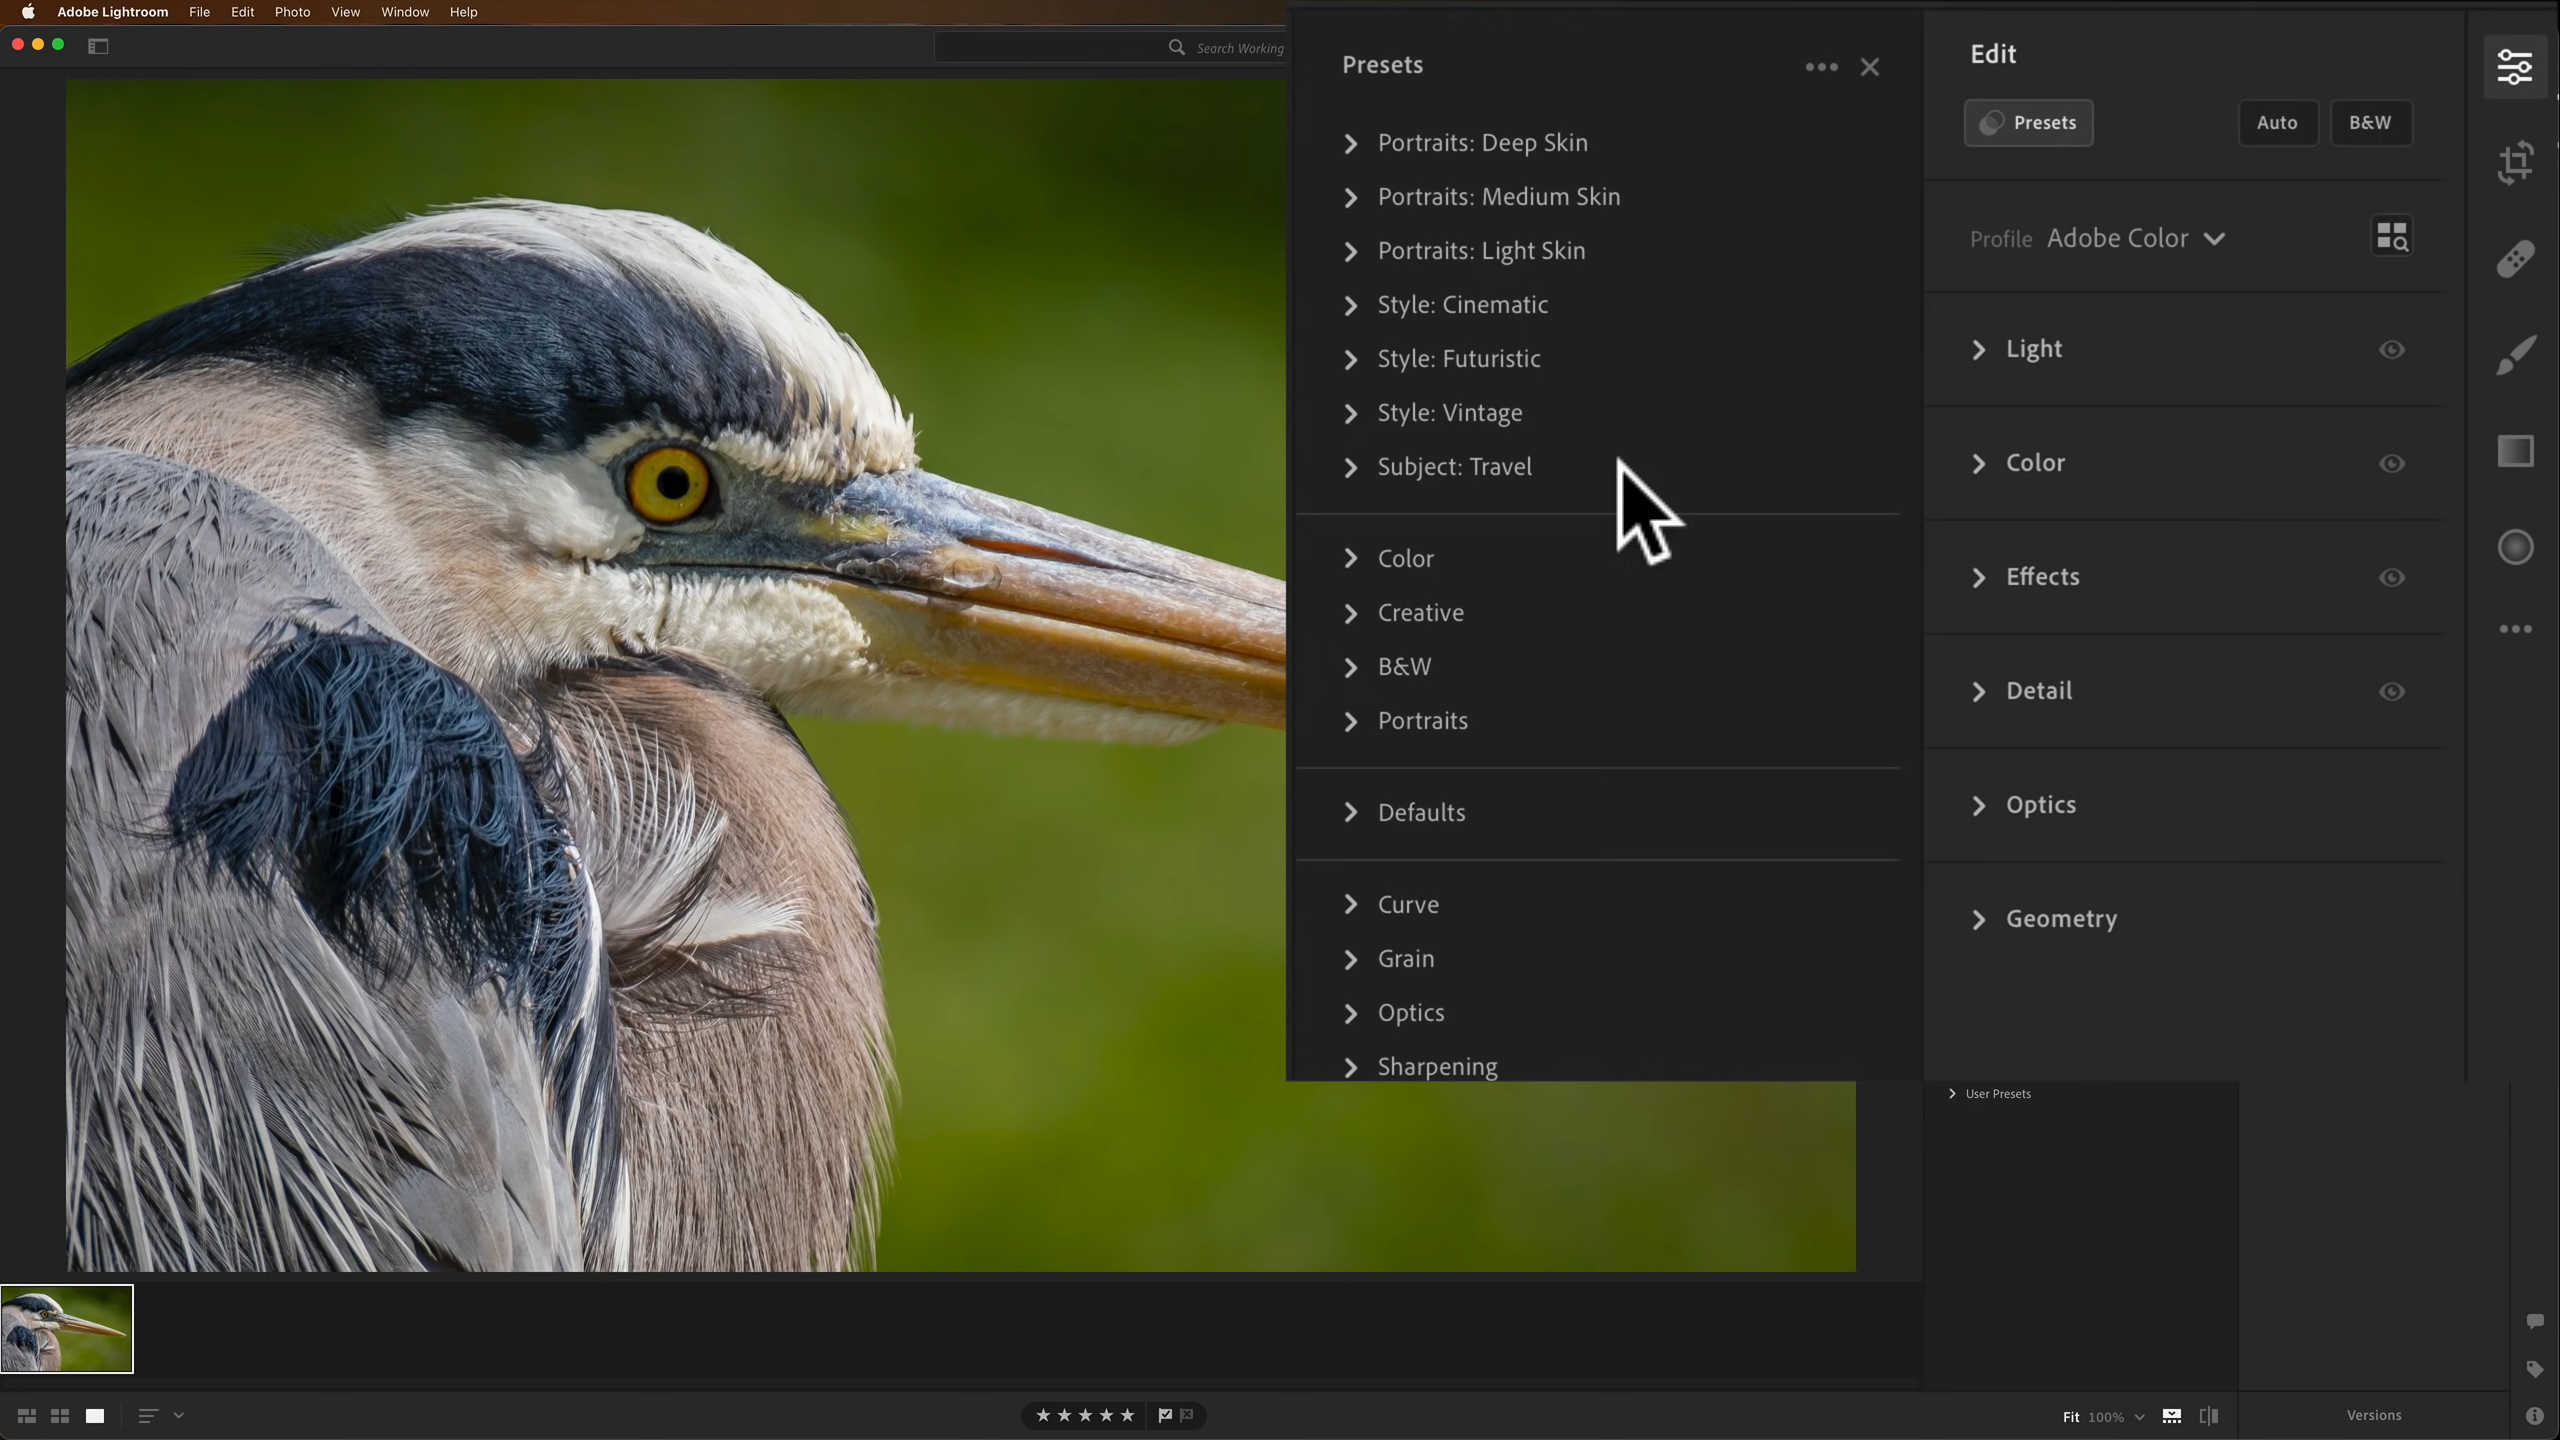 Adobe Lightroom File Edit Photo View Window Help
Search Working
Presets
Portraits: Deep Skin
Portraits: Medium Skin
Portraits: Light Skin
Style: Cinematic
Style: Futuristic
Style: Vintage
Subject: Travel
Color
Creative
B&W
Portraits
Defaults
Curve
Grain
Optics
Sharpening
Edit
Presets Auto B&W
Profile Adobe Color
Light
Color
Effects
Detail
Optics
Geometry
User Presets
Fit 100% Versions